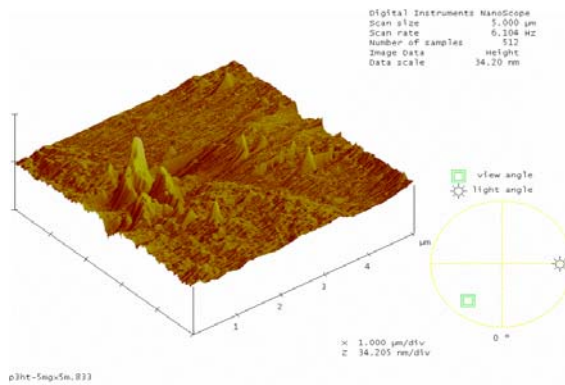 Digital Instruments NanoScope
Scan size 5.000 µm
Scan rate 6.104 Hz
Number of samples 512
Image Data Height
Data scale 34.20 nm
view angle
light angle
µm
4
3
2
1
X 1.000 µm/div
Z 34.205 nm/div
0 °
p3ht-5mgx5m.033